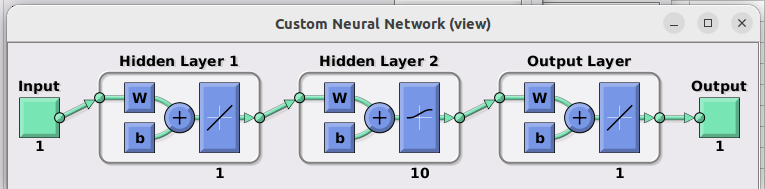 Custom Neural Network (view)
Hidden Layer 1
Hidden Layer 2
Output Layer
Input
Output
W
b
+
W
b
+
W
b
+
1
1
10
1
1